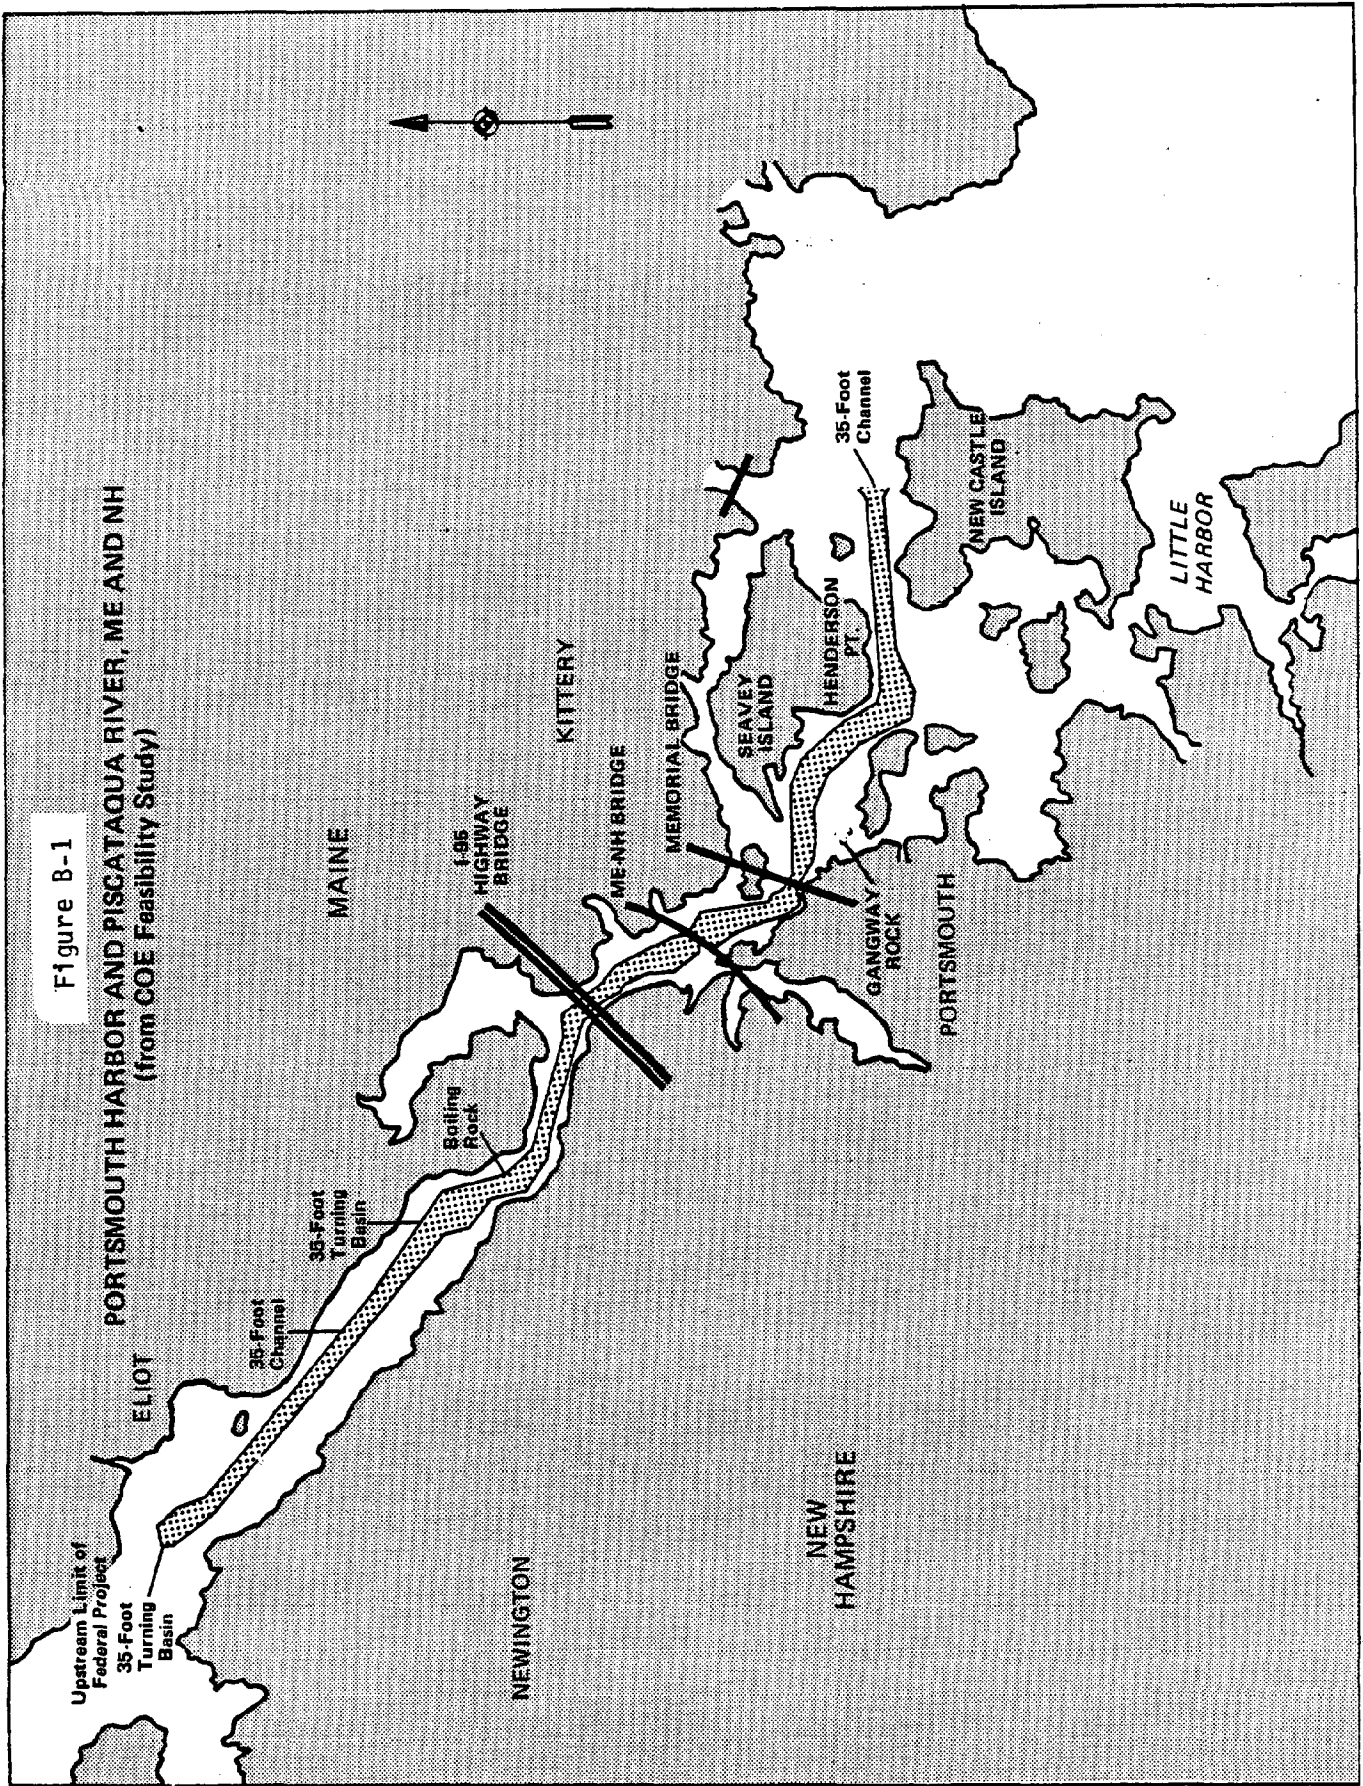 Figure B-1
PORTSMOUTH HARBOR AND PISCATAQUA RIVER, ME AND NH
(from COE Feasibility Study)
Upstream Limit of
Federal Project
35-Foot
Turning
Basin
ELIOT
35-Foot
Channel
35-Foot
Turning
Basin
Boiling
Rock
MAINE
I-95
HIGHWAY
BRIDGE
KITTERY
ME-NH BRIDGE
MEMORIAL BRIDGE
SEAVEY
ISLAND
HENDERSON
PT.
35-Foot
Channel
NEW CASTLE
ISLAND
LITTLE
HARBOR
GANGWAY
ROCK
PORTSMOUTH
NEWINGTON
NEW
HAMPSHIRE